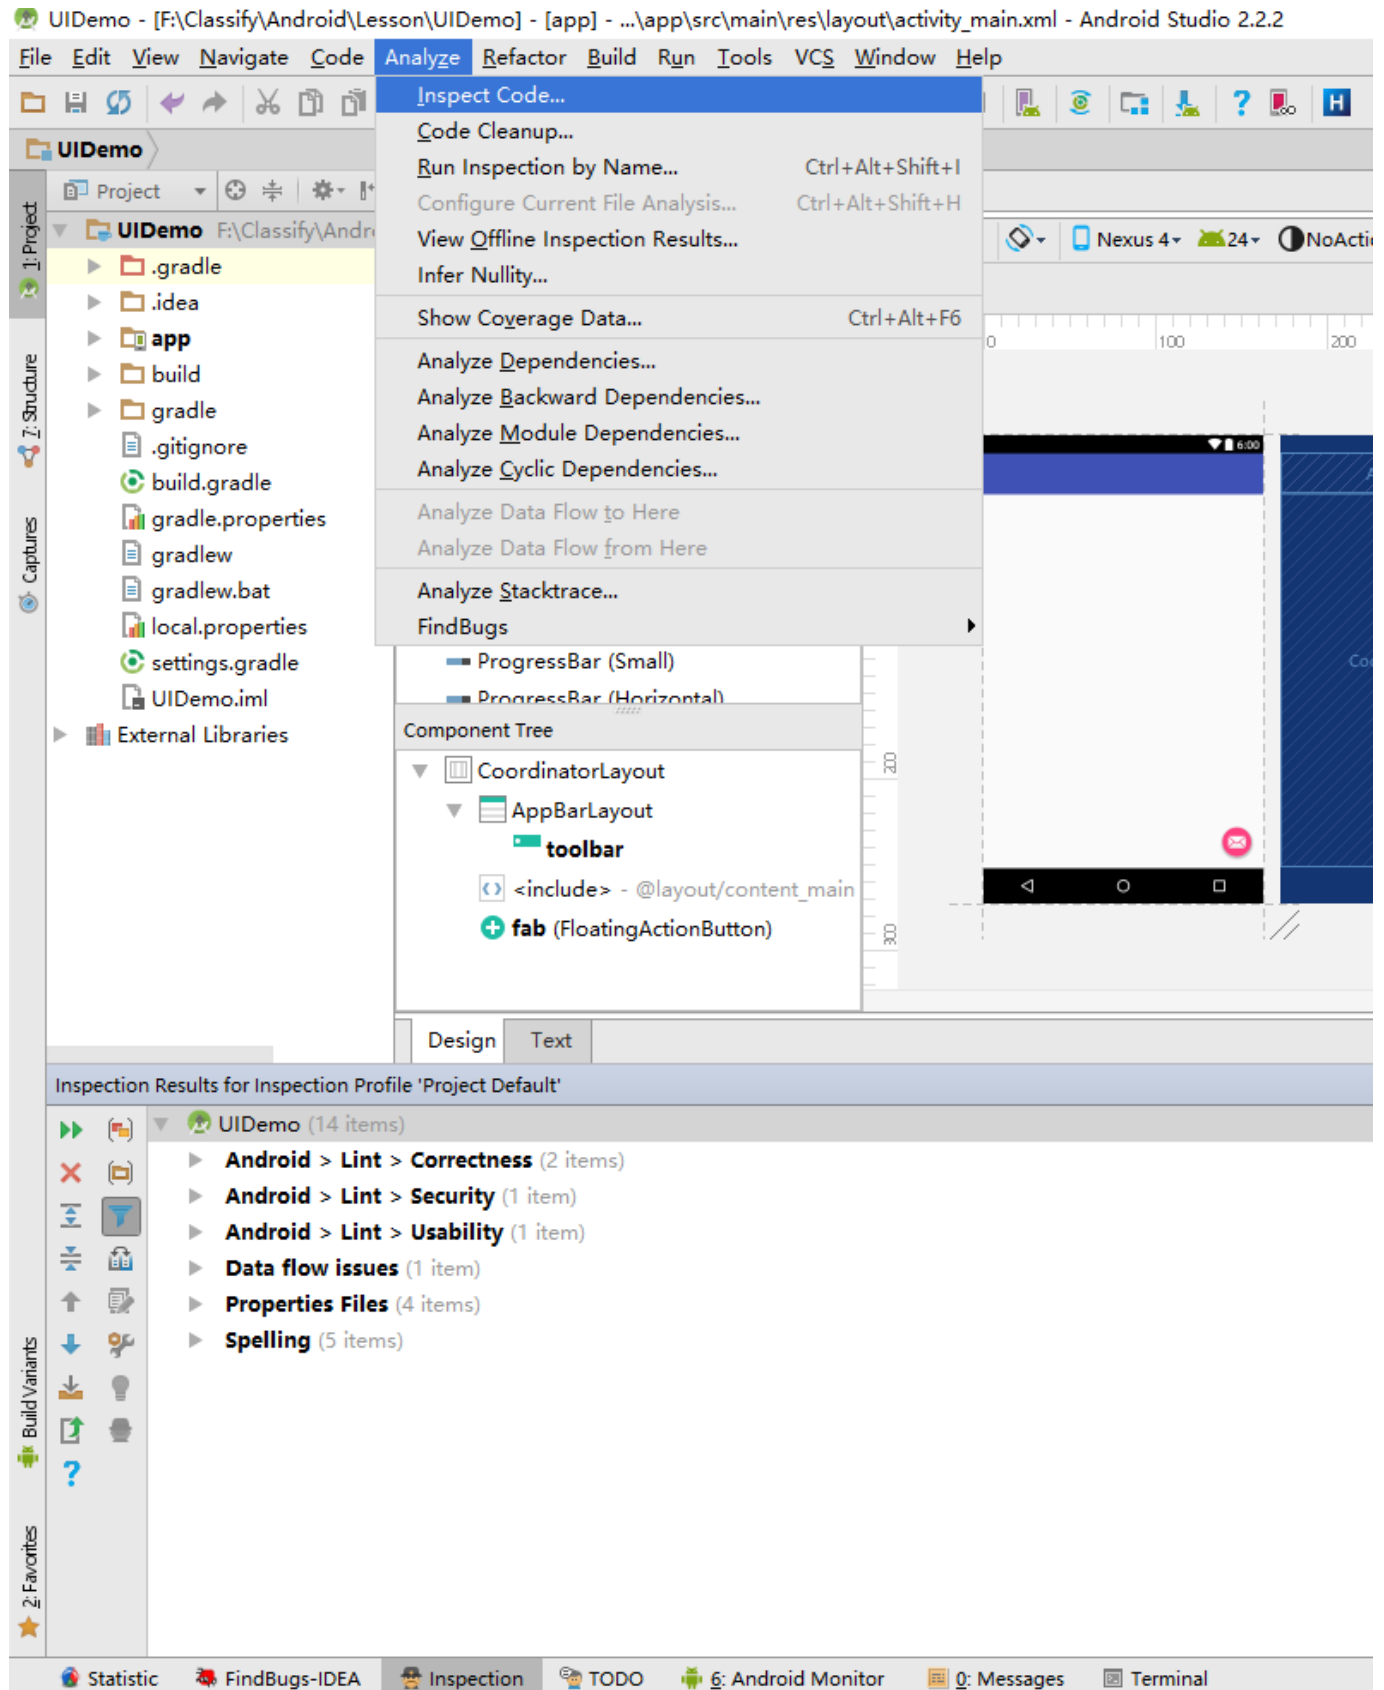 UIDemo - [F:\Classify\Android\Lesson\UIDemo] - [app] - ...\app\src\main\res\layout\activity_main.xml - Android Studio 2.2.2
File Edit View Navigate Code Analyze Refactor Build Run Tools VCS Window Help
Inspect Code...
Code Cleanup...
Run Inspection by Name... Ctrl+Alt+Shift+I
Configure Current File Analysis... Ctrl+Alt+Shift+H
View Offline Inspection Results...
Infer Nullity...
Show Coverage Data... Ctrl+Alt+F6
Analyze Dependencies...
Analyze Backward Dependencies...
Analyze Module Dependencies...
Analyze Cyclic Dependencies...
Analyze Data Flow to Here
Analyze Data Flow from Here
Analyze Stacktrace...
FindBugs
H
UIDemo
Project
1: Project
7: Structure
Captures
Build Variants
2: Favorites
UIDemo F:\Classify\Andr
.gradle
.idea
app
build
gradle
.gitignore
build.gradle
gradle.properties
gradlew
gradlew.bat
local.properties
settings.gradle
UIDemo.iml
External Libraries
Nexus 4 24 NoActi
0 100 200
6:00
A
Coo
200
300
ProgressBar (Small)
ProgressBar (Horizontal)
Component Tree
CoordinatorLayout
AppBarLayout
toolbar
<include> - @layout/content_main
fab (FloatingActionButton)
Design Text
Inspection Results for Inspection Profile 'Project Default'
UIDemo (14 items)
Android > Lint > Correctness (2 items)
Android > Lint > Security (1 item)
Android > Lint > Usability (1 item)
Data flow issues (1 item)
Properties Files (4 items)
Spelling (5 items)
Statistic FindBugs-IDEA Inspection TODO 6: Android Monitor 0: Messages Terminal